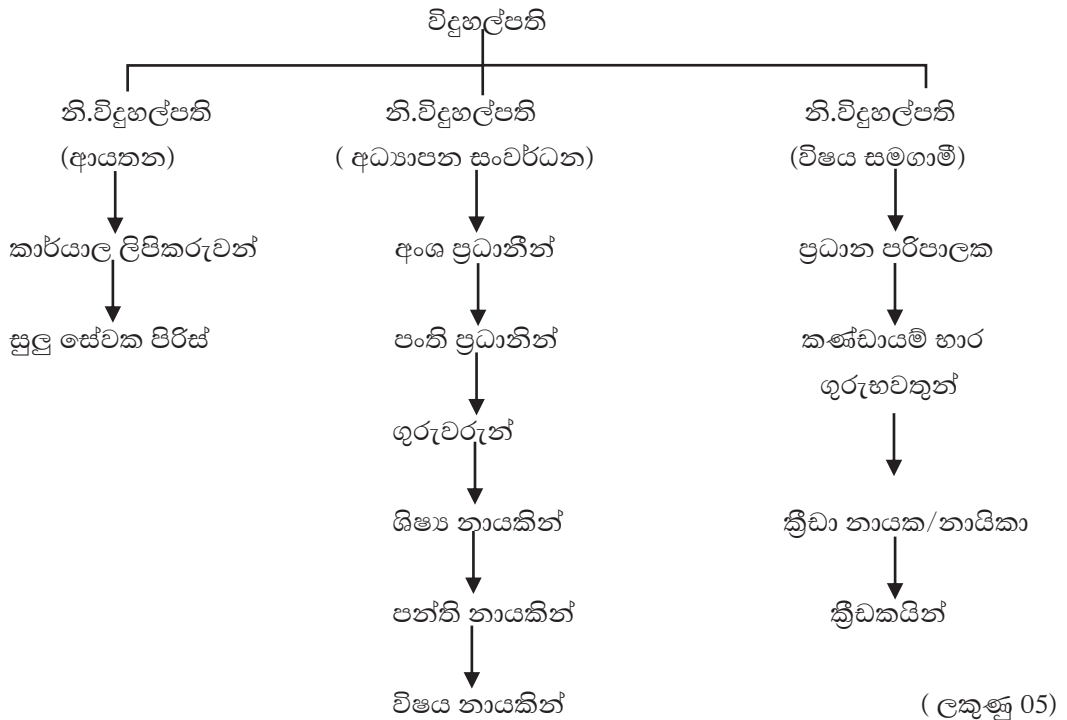 විදුහල්පති
නි.විදුහල්පති නි.විදුහල්පති නි.විදුහල්පති
(ආයතන) ( අධ්‍යාපන සංවර්ධන) (විෂය සමගාමී)
කාර්යාල ලිපිකරුවන් අංශ ප්‍රධානීන් ප්‍රධාන පරිපාලක
සුලු සේවක පිරිස් පංති ප්‍රධානින් කණ්ඩායම් භාර
ගුරුභවතුන්
ගුරුවරුන්
ශිෂ්‍ය නායකින් ක්‍රීඩා නායක/නායිකා
පන්ති නායකින් ක්‍රීඩකයින්
විෂය නායකින් ( ලකුණු 05)